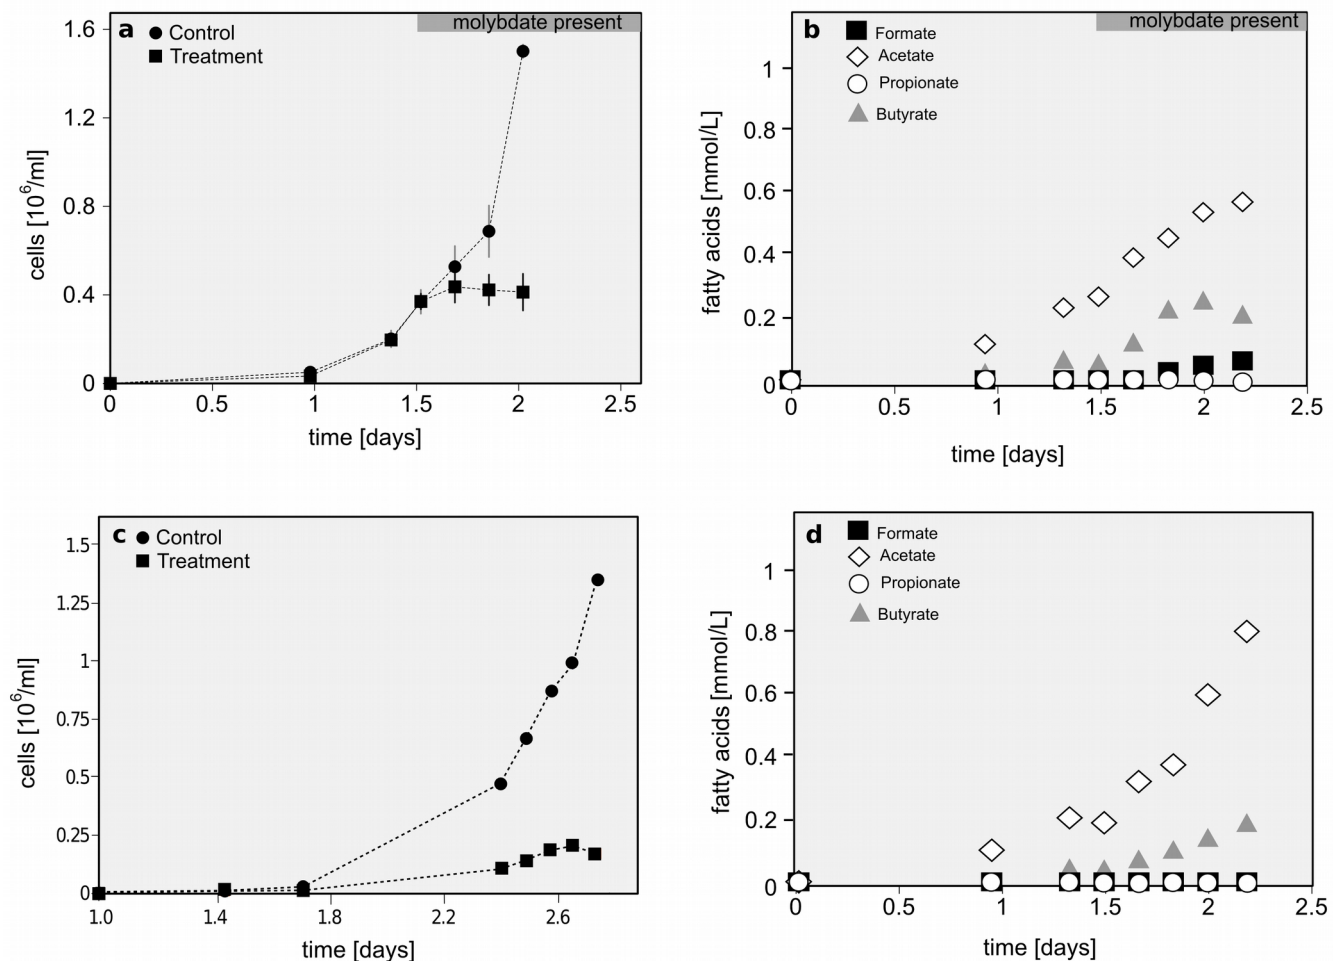 a
molybdate present
Control
Treatment
1.6
1.2
0.8
0.4
0
cells [10⁶/ml]
0
0.5
1
1.5
2
2.5
time [days]
b
molybdate present
Formate
Acetate
Propionate
Butyrate
1
0.8
0.6
0.4
0.2
0
fatty acids [mmol/L]
0
0.5
1
1.5
2
2.5
time [days]
c
Control
Treatment
1.5
1.25
1
0.75
0.5
0.25
0
cells [10⁶/ml]
1.0
1.4
1.8
2.2
2.6
time [days]
d
Formate
Acetate
Propionate
Butyrate
1
0.8
0.6
0.4
0.2
0
fatty acids [mmol/L]
0
0.5
1
1.5
2
2.5
time [days]